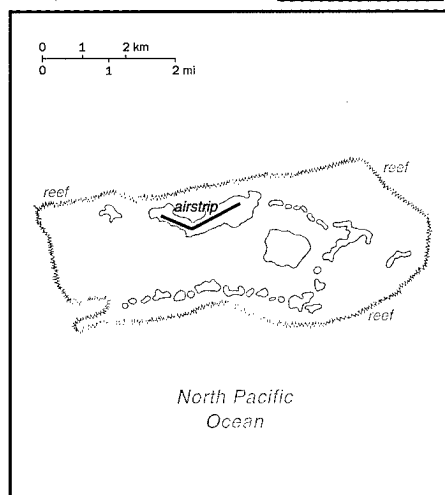 0 1 2 km
0 1 2 mi
reef
reef
airstrip
reef
North Pacific
Ocean